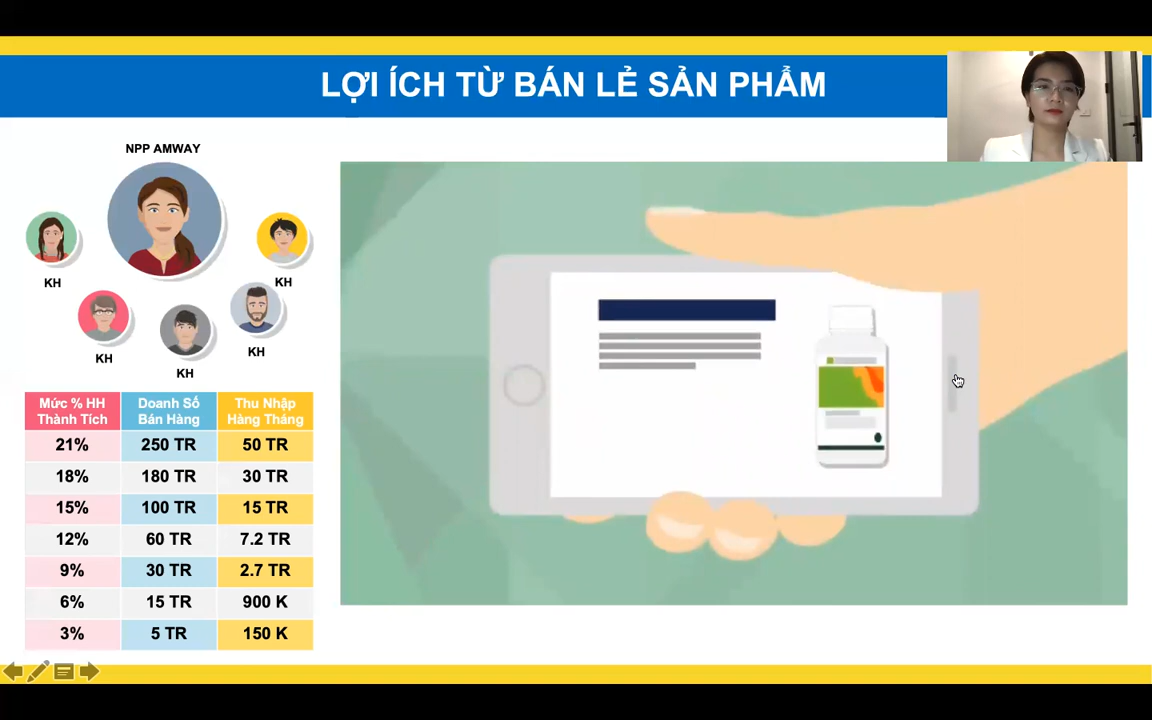 LỢI ÍCH TỪ BÁN LẺ SẢN PHẨM
NPP AMWAY
KH
KH
KH
KH
KH
Mức % HH Thành Tích
Doanh Số Bán Hàng
Thu Nhập Hàng Tháng
21% 250 TR 50 TR
18% 180 TR 30 TR
15% 100 TR 15 TR
12% 60 TR 7.2 TR
9% 30 TR 2.7 TR
6% 15 TR 900 K
3% 5 TR 150 K